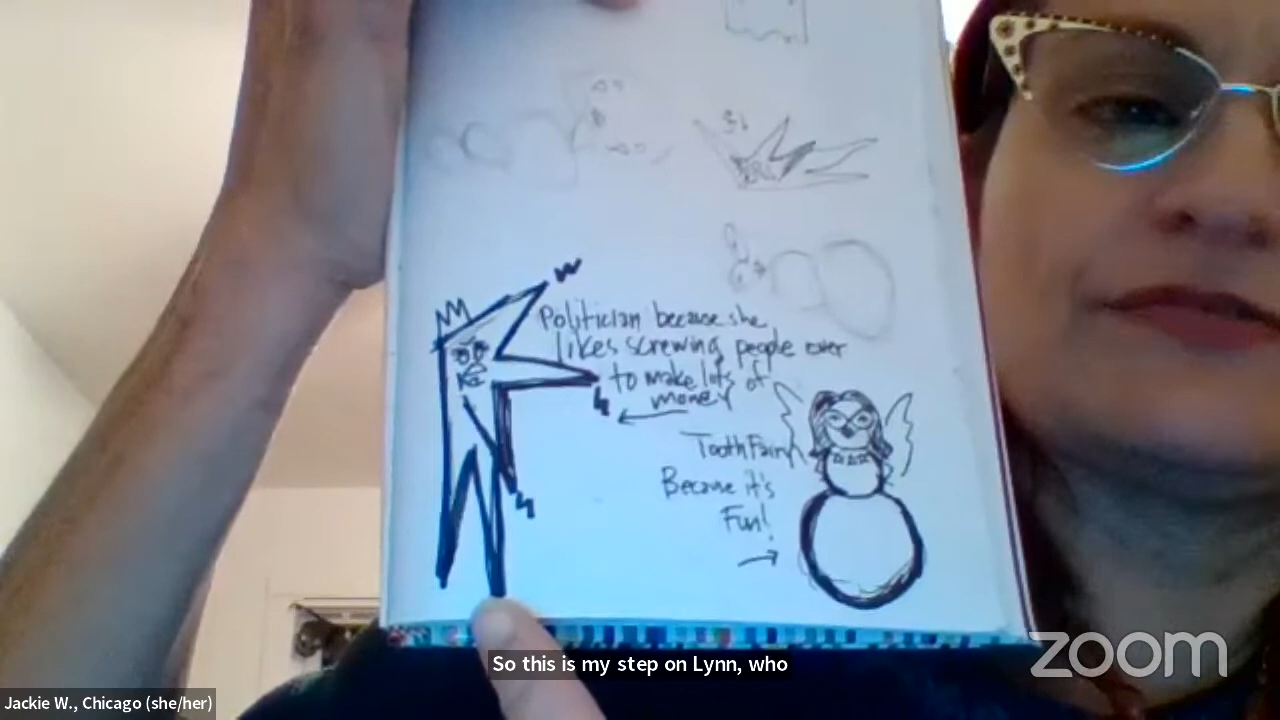 Politician because she
likes screwing people over
to make lots of
money
Tooth Fairy
Because it's
Fun!
So this is my step on Lynn, who
zoom
Jackie W., Chicago (she/her)